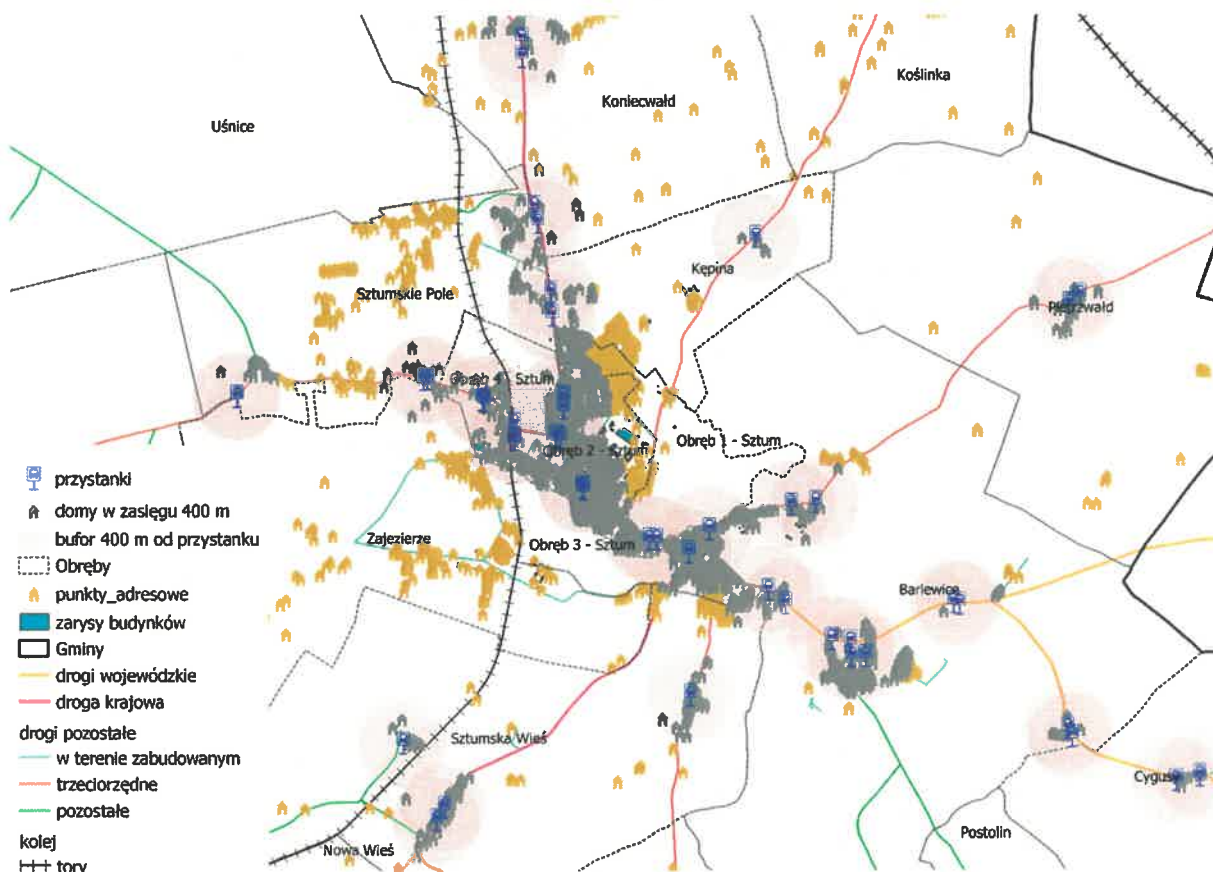 Koniecwałd
Koślinka
Uśnice
Kępina
Sztumskie Pole
Pietrzwałd
Obręb 4 - Sztum
Obręb 1 - Sztum
Obręb 2 - Sztum
przystanki
domy w zasięgu 400 m
bufor 400 m od przystanku
Zajezierze
Obręb 3 - Sztum
Obręby
punkty_adresowe
Barlewice
zarysy budynków
Gminy
drogi wojewódzkie
droga krajowa
drogi pozostałe
Sztumska Wieś
w terenie zabudowanym
trzeciorzędne
Cygusy
pozostałe
Postolin
kolej
Nowa Wieś
tory